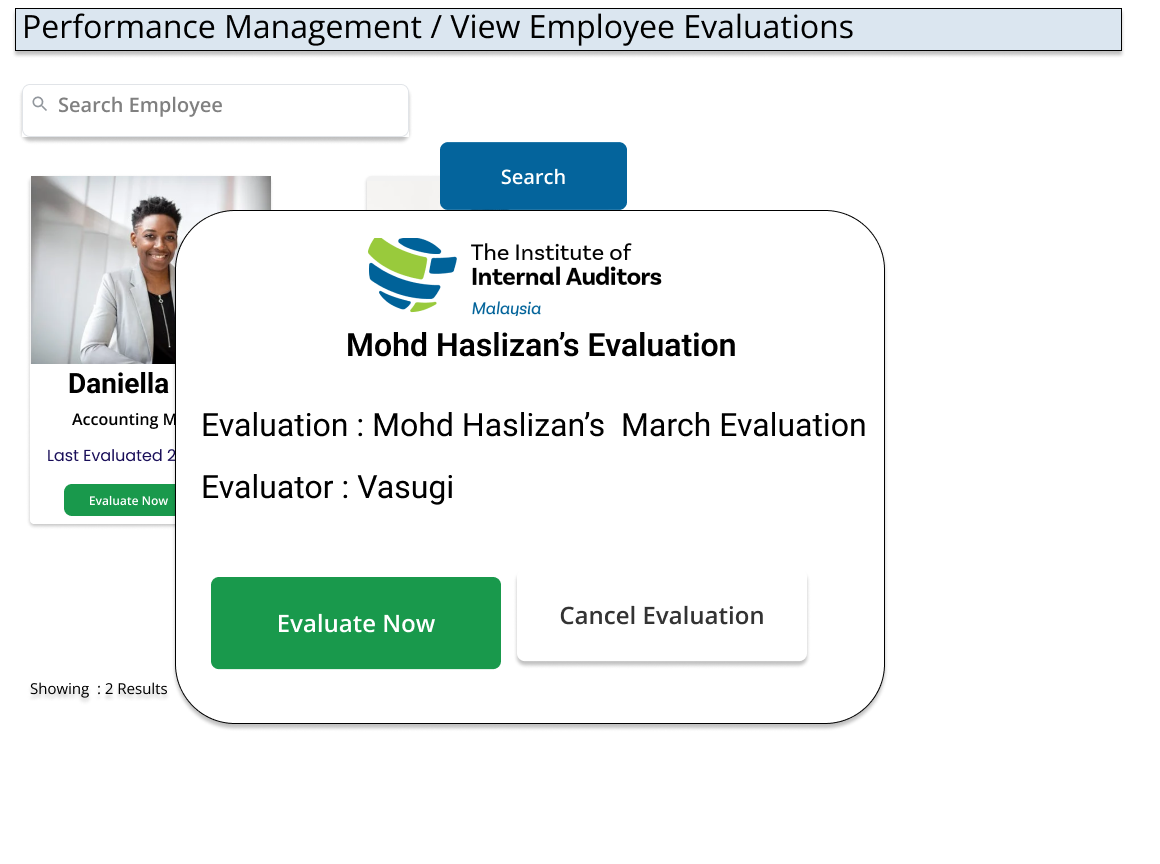 Performance Management / View Employee Evaluations
Search Employee
Search
The Institute of
Internal Auditors
Malaysia
Mohd Haslizan’s Evaluation
Daniella
Accounting M
Last Evaluated 2
Evaluate Now
Evaluation : Mohd Haslizan’s  March Evaluation
Evaluator : Vasugi
Evaluate Now
Cancel Evaluation
Showing  : 2 Results